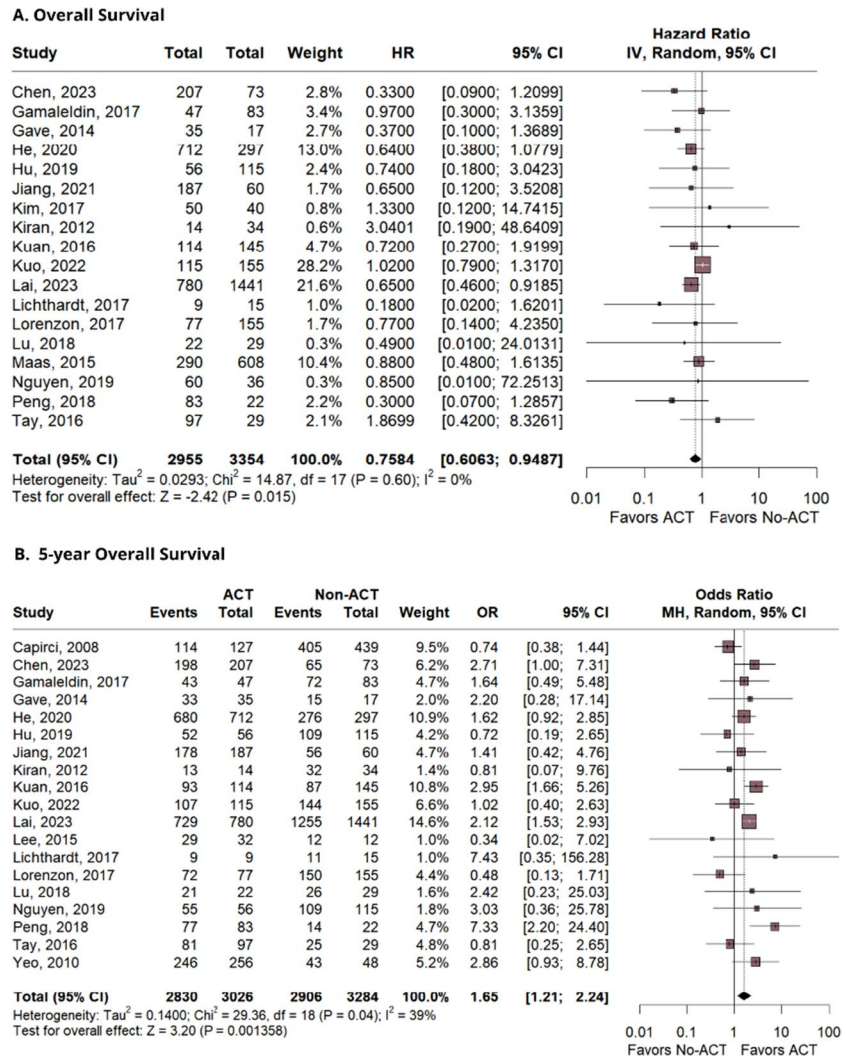 A. Overall Survival
Hazard Ratio
Study Total Total Weight HR 95% CI IV, Random, 95% CI
Chen, 2023 207 73 2.8% 0.3300 [0.0900; 1.2099]
Gamaleldin, 2017 47 83 3.4% 0.9700 [0.3000; 3.1359]
Gave, 2014 35 17 2.7% 0.3700 [0.1000; 1.3689]
He, 2020 712 297 13.0% 0.6400 [0.3800; 1.0779]
Hu, 2019 56 115 2.4% 0.7400 [0.1800; 3.0423]
Jiang, 2021 187 60 1.7% 0.6500 [0.1200; 3.5208]
Kim, 2017 50 40 0.8% 1.3300 [0.1200; 14.7415]
Kiran, 2012 14 34 0.6% 3.0401 [0.1900; 48.6409]
Kuan, 2016 114 145 4.7% 0.7200 [0.2700; 1.9199]
Kuo, 2022 115 155 28.2% 1.0200 [0.7900; 1.3170]
Lai, 2023 780 1441 21.6% 0.6500 [0.4600; 0.9185]
Lichthardt, 2017 9 15 1.0% 0.1800 [0.0200; 1.6201]
Lorenzon, 2017 77 155 1.7% 0.7700 [0.1400; 4.2350]
Lu, 2018 22 29 0.3% 0.4900 [0.0100; 24.0131]
Maas, 2015 290 608 10.4% 0.8800 [0.4800; 1.6135]
Nguyen, 2019 60 36 0.3% 0.8500 [0.0100; 72.2513]
Peng, 2018 83 22 2.2% 0.3000 [0.0700; 1.2857]
Tay, 2016 97 29 2.1% 1.8699 [0.4200; 8.3261]
Total (95% CI) 2955 3354 100.0% 0.7584 [0.6063; 0.9487]
Heterogeneity: Tau² = 0.0293; Chi² = 14.87, df = 17 (P = 0.60); I² = 0%
Test for overall effect: Z = -2.42 (P = 0.015)
0.01 0.1 1 10 100
Favors ACT Favors No-ACT
B. 5-year Overall Survival
ACT Non-ACT Odds Ratio
Study Events Total Events Total Weight OR 95% CI MH, Random, 95% CI
Capirci, 2008 114 127 405 439 9.5% 0.74 [0.38; 1.44]
Chen, 2023 198 207 65 73 6.2% 2.71 [1.00; 7.31]
Gamaleldin, 2017 43 47 72 83 4.7% 1.64 [0.49; 5.48]
Gave, 2014 33 35 15 17 2.0% 2.20 [0.28; 17.14]
He, 2020 680 712 276 297 10.9% 1.62 [0.92; 2.85]
Hu, 2019 52 56 109 115 4.1% 0.72 [0.19; 2.65]
Jiang, 2021 178 187 56 60 4.7% 1.41 [0.42; 4.76]
Kiran, 2012 13 14 32 34 1.4% 0.81 [0.07; 9.76]
Kuan, 2016 93 114 87 145 10.8% 2.95 [1.66; 5.26]
Kuo, 2022 107 115 144 155 6.6% 1.02 [0.40; 2.63]
Lai, 2023 729 780 1255 1441 14.6% 2.12 [1.53; 2.93]
Lee, 2015 29 32 12 12 1.0% 0.34 [0.02; 7.02]
Lichthardt, 2017 9 9 11 15 1.0% 7.43 [0.35; 156.28]
Lorenzon, 2017 72 77 150 155 4.4% 0.48 [0.13; 1.71]
Lu, 2018 21 22 26 29 1.6% 2.42 [0.23; 25.03]
Nguyen, 2019 55 56 109 115 1.8% 3.03 [0.36; 25.78]
Peng, 2018 77 83 14 22 4.7% 7.33 [2.20; 24.40]
Tay, 2016 81 97 25 29 4.8% 0.81 [0.25; 2.65]
Yeo, 2010 246 256 43 48 5.2% 2.86 [0.93; 8.78]
Total (95% CI) 2830 3026 2906 3284 100.0% 1.65 [1.21; 2.24]
Heterogeneity: Tau² = 0.1400; Chi² = 29.36, df = 18 (P = 0.04); I² = 39%
Test for overall effect: Z = 3.20 (P = 0.001358)
0.01 0.1 1 10 100
Favors No-ACT Favors ACT